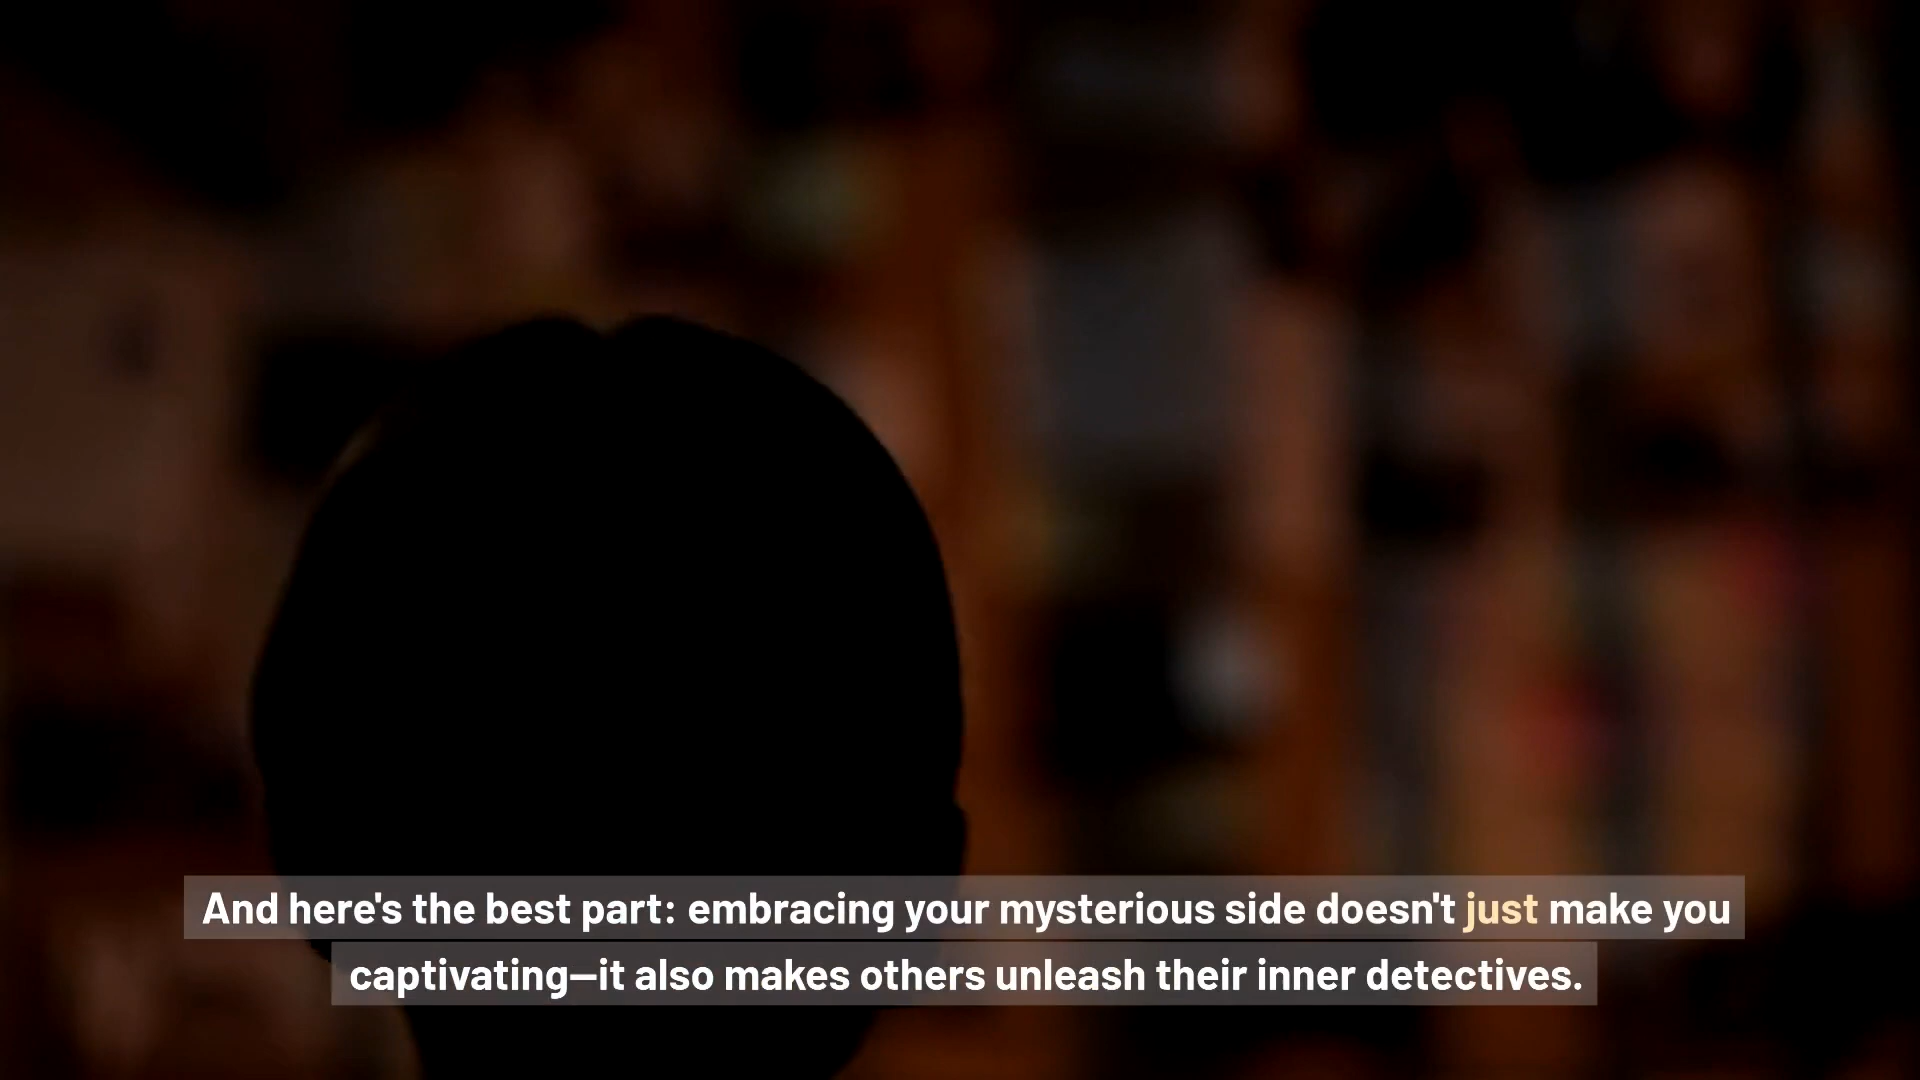 And here's the best part: embracing your mysterious side doesn't just make you
captivating—it also makes others unleash their inner detectives.